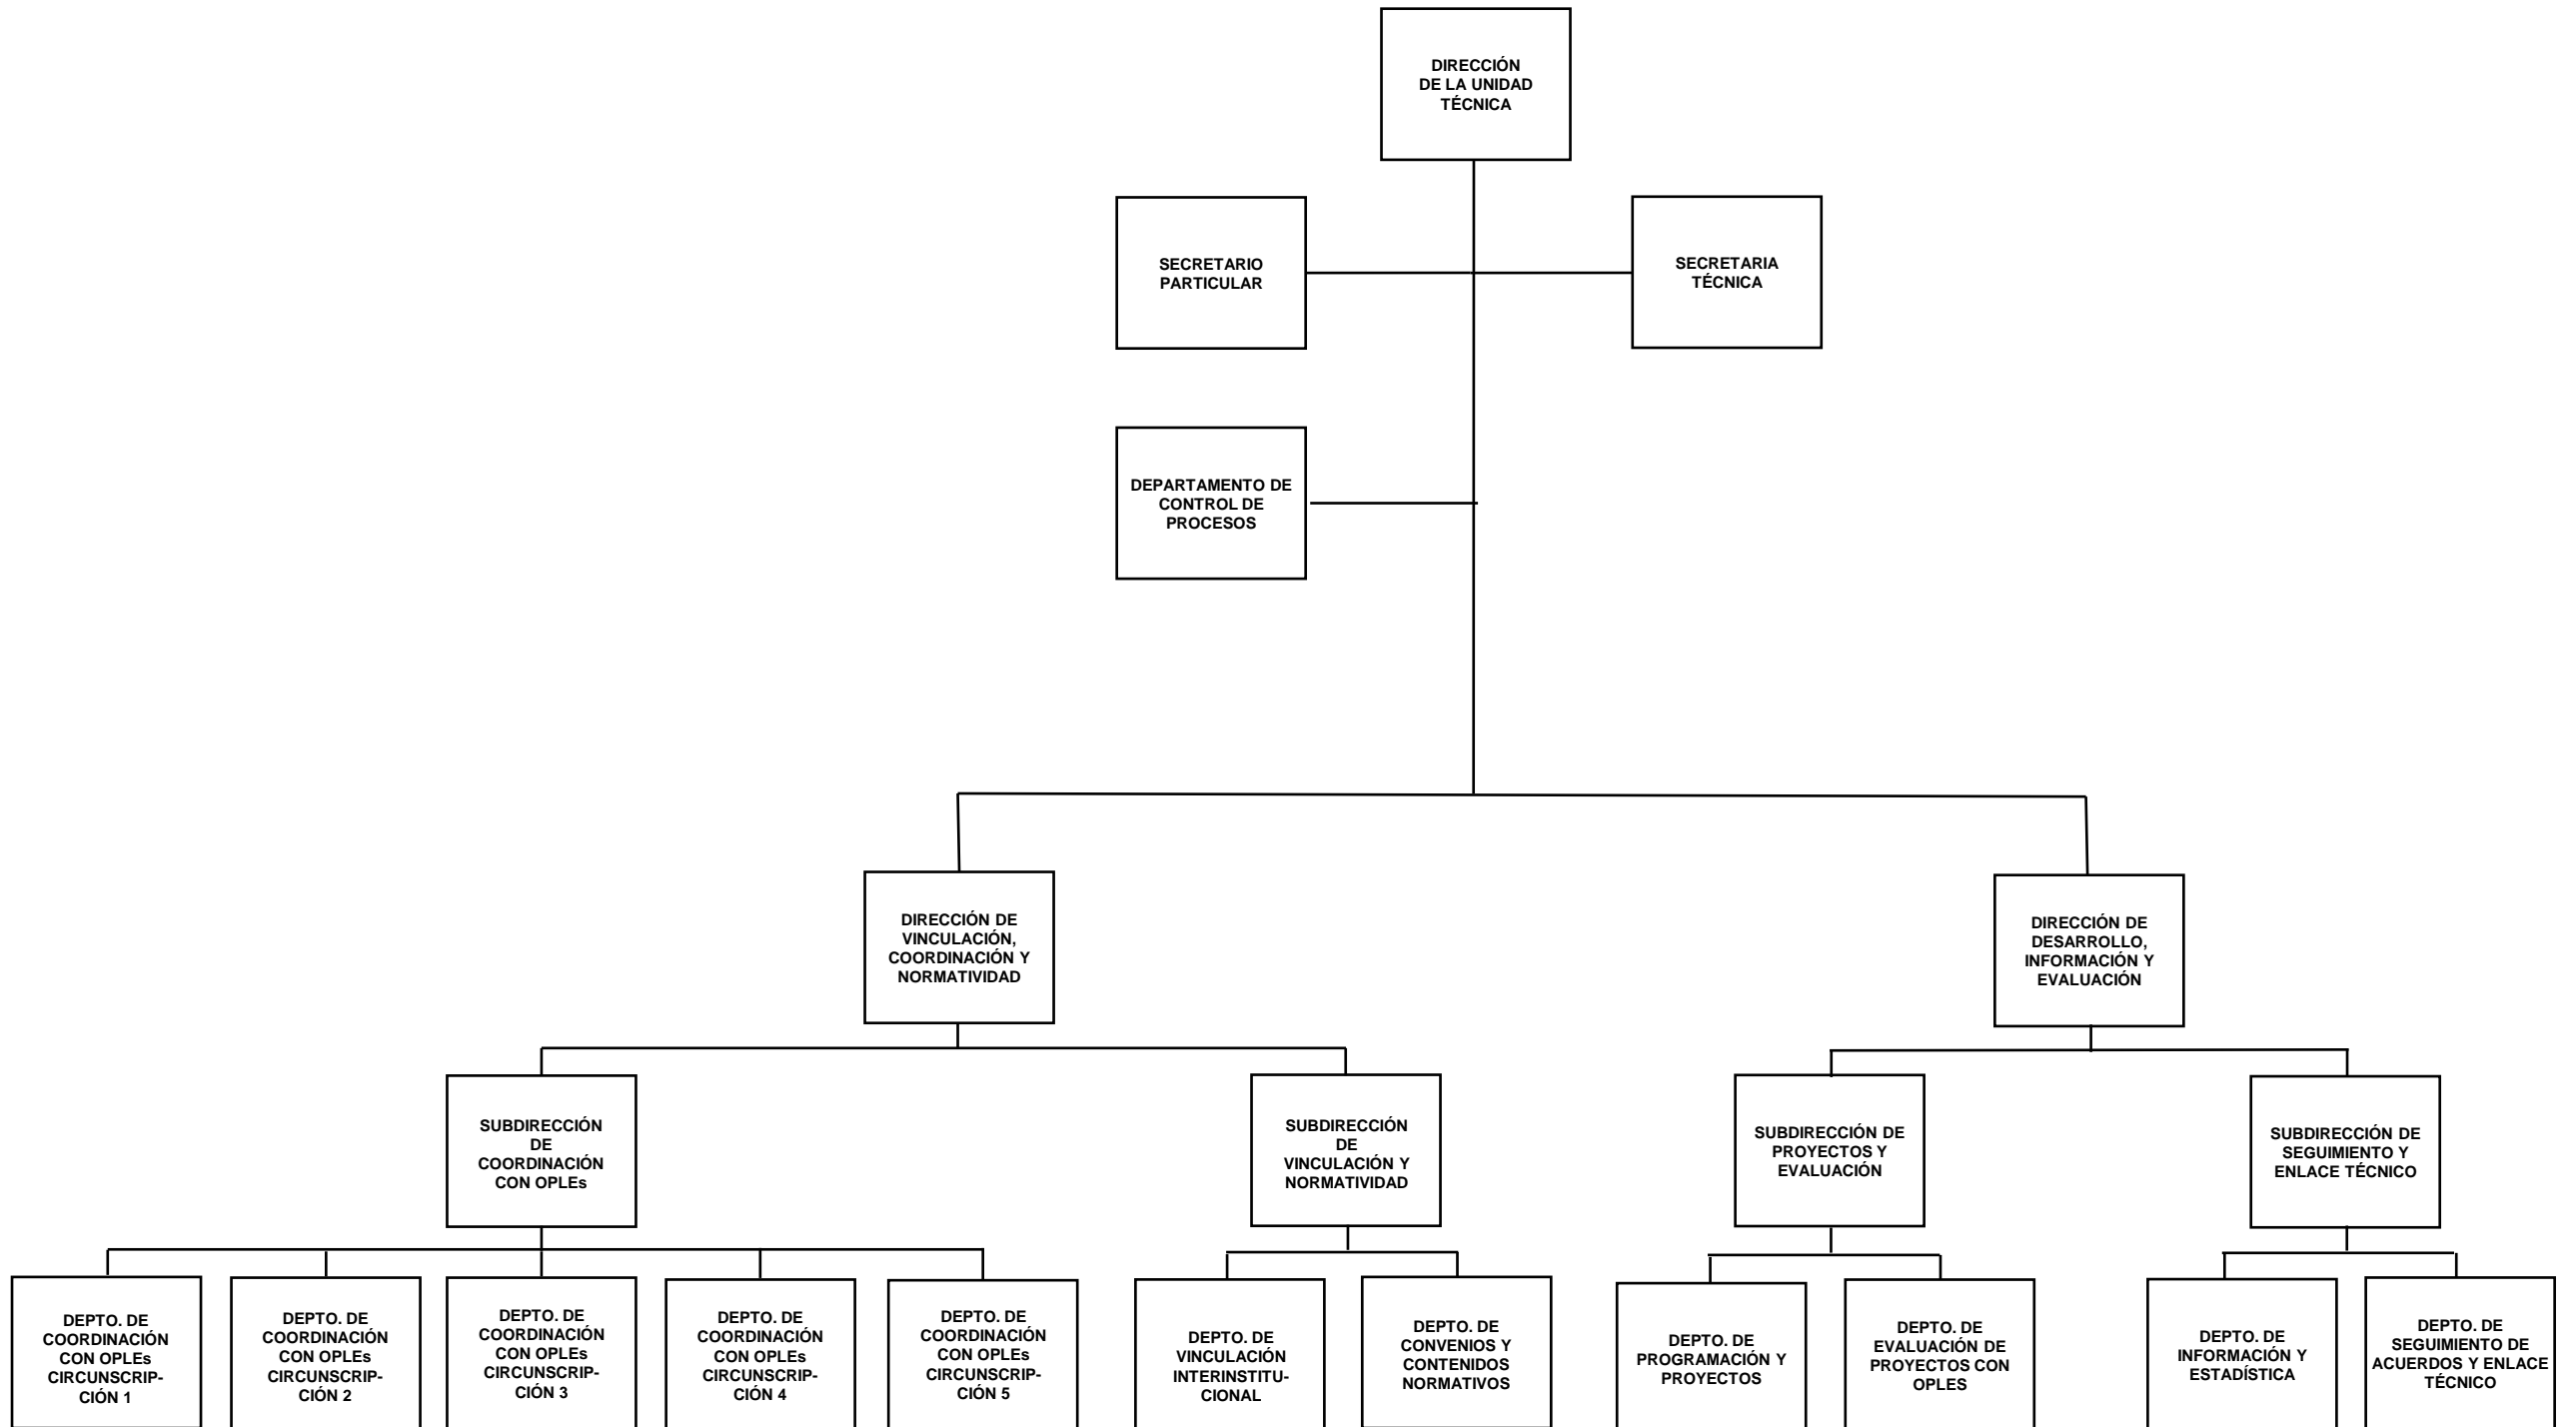 DIRECCIÓN
DE LA UNIDAD
TÉCNICA
SECRETARIO
PARTICULAR
SECRETARIA
TÉCNICA
DEPARTAMENTO DE
CONTROL DE
PROCESOS
DIRECCIÓN DE
VINCULACIÓN,
COORDINACIÓN Y
NORMATIVIDAD
DIRECCIÓN DE
DESARROLLO,
INFORMACIÓN Y
EVALUACIÓN
SUBDIRECCIÓN
DE
COORDINACIÓN
CON OPLEs
SUBDIRECCIÓN
DE
VINCULACIÓN Y
NORMATIVIDAD
SUBDIRECCIÓN DE
PROYECTOS Y
EVALUACIÓN
SUBDIRECCIÓN DE
SEGUIMIENTO Y
ENLACE TÉCNICO
DEPTO. DE
COORDINACIÓN
CON OPLEs
CIRCUNSCRIP-
CIÓN 1
DEPTO. DE
COORDINACIÓN
CON OPLEs
CIRCUNSCRIP-
CIÓN 2
DEPTO. DE
COORDINACIÓN
CON OPLEs
CIRCUNSCRIP-
CIÓN 3
DEPTO. DE
COORDINACIÓN
CON OPLEs
CIRCUNSCRIP-
CIÓN 4
DEPTO. DE
COORDINACIÓN
CON OPLEs
CIRCUNSCRIP-
CIÓN 5
DEPTO. DE
VINCULACIÓN
INTERINSTITU-
CIONAL
DEPTO. DE
CONVENIOS Y
CONTENIDOS
NORMATIVOS
DEPTO. DE
PROGRAMACIÓN Y
PROYECTOS
DEPTO. DE
EVALUACIÓN DE
PROYECTOS CON
OPLES
DEPTO. DE
INFORMACIÓN Y
ESTADÍSTICA
DEPTO. DE
SEGUIMIENTO DE
ACUERDOS Y ENLACE
TÉCNICO